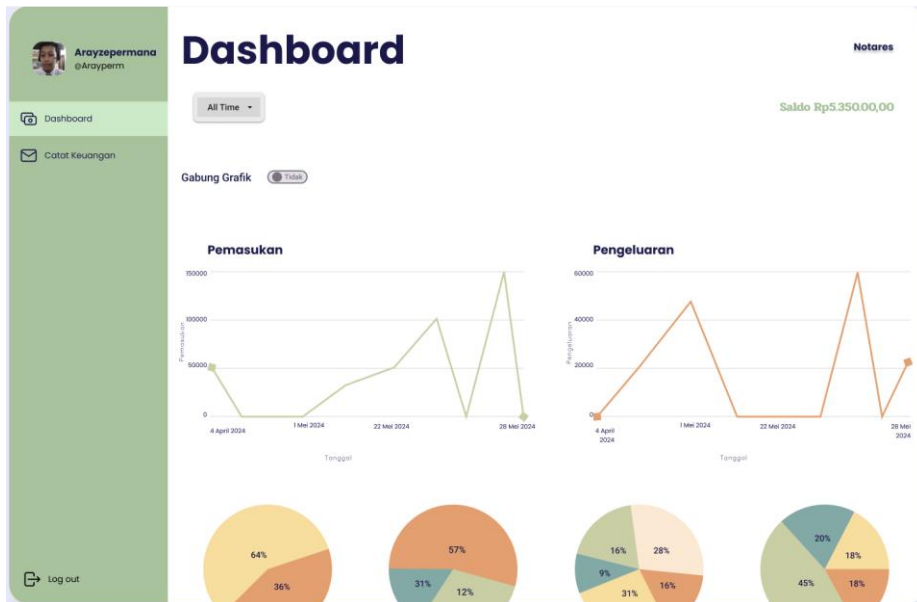 Arayzepermana
@Arayperm
Dashboard
Catat Keuangan
Log out
Dashboard
Notares
All Time
Saldo Rp5.350.00,00
Gabung Grafik
Tidak
Pemasukan
150000
100000
50000
0
Pemasukan
4 April 2024
1 Mei 2024
22 Mei 2024
28 Mei 2024
Tanggal
Pengeluaran
60000
40000
20000
0
Pengeluaran
4 April
2024
1 Mei 2024
22 Mei 2024
28 Mei
2024
Tanggal
64%
36%
57%
31%
12%
16%
28%
9%
31%
16%
20%
18%
45%
18%